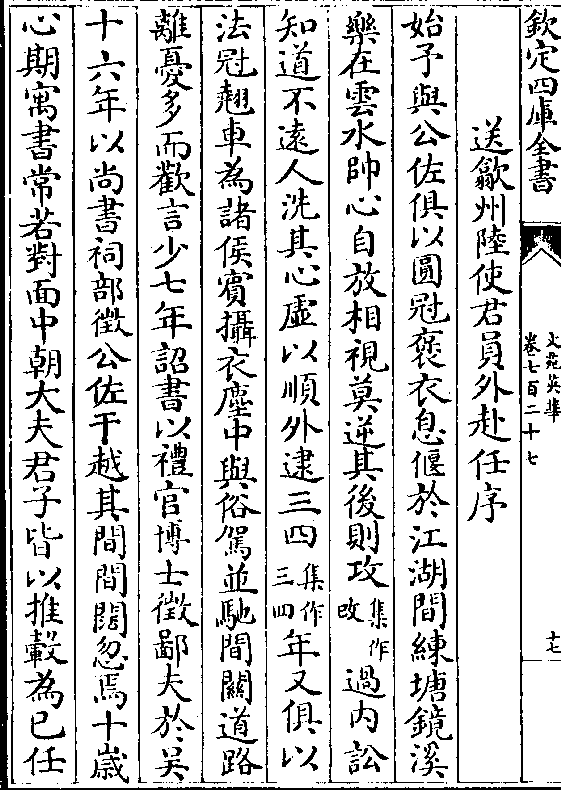 欽定四庫全書
文苑英華
卷七百二十七
十七
送歙州陸使君員外赴任序
始予與公佐俱以圓冠褒衣息偃於江湖間練塘鏡溪
樂在雲水帥心自放相視莫逆其後則攻集作攺過内訟
知道不逺人洗其心虛以順外逮三四集作三四年又俱以
法冠翹車為諸侯賓攝衣塵中與俗駕並馳間關道路
離憂多而歡言少七年詔書以禮官博士徵鄙夫於吳
十六年以尚書祠部徵公佐于越其間間闊忽焉十歲
心期寓書常若對面中朝大夫君子皆以推轂為己任